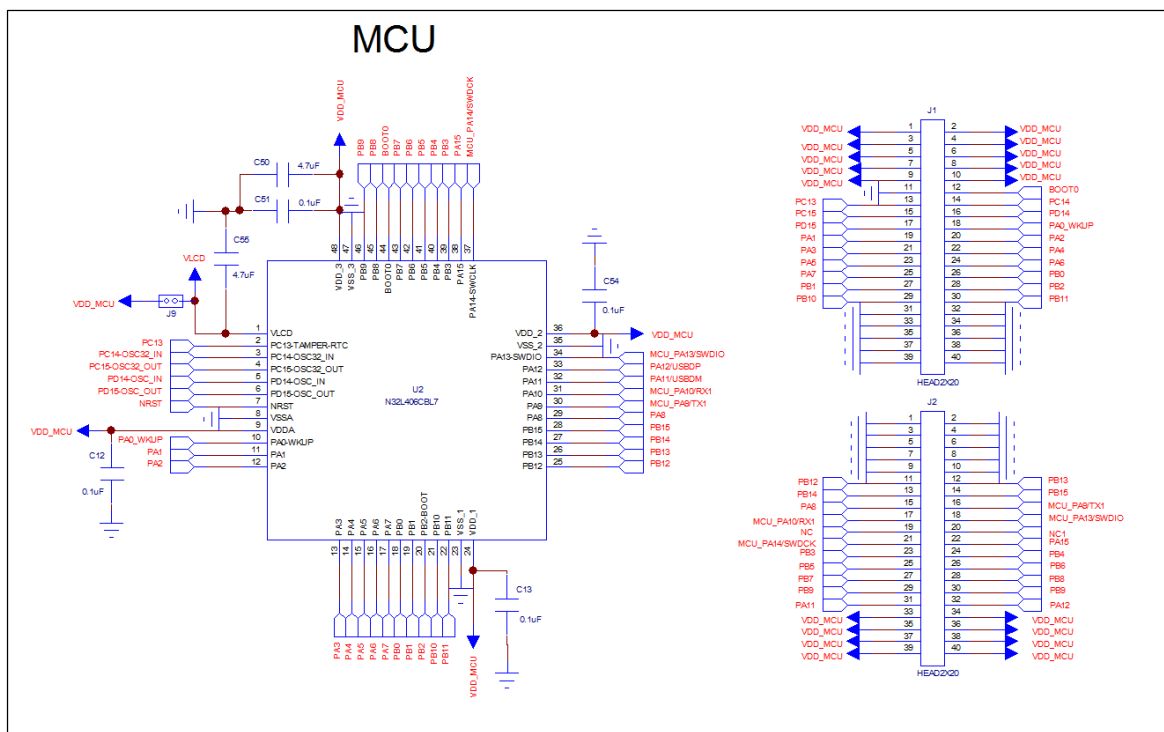 MCU
VDD_MCU
PB9
PB8
BOOT0
PB7
PB6
PB5
PB4
PB3
PA15
MCU_PA14/SWDCK
C50
4.7uF
C51
0.1uF
C55
4.7uF
VLCD
VDD_MCU
J9
48 47 46 45 44 43 42 41 40 39 38 37
VDD_3
VSS_3
PB9
PB8
BOOT0
PB7
PB6
PB5
PB4
PB3
PA15
PA14-SWCLK
C54
0.1uF
1 VLCD
PC13 2 PC13-TAMPER-RTC
PC14-OSC32_IN 3 PC14-OSC32_IN
PC15-OSC32_OUT 4 PC15-OSC32_OUT
PD14-OSC_IN 5 PD14-OSC_IN
PD15-OSC_OUT 6 PD15-OSC_OUT
NRST 7 NRST
8 VSSA
VDD_MCU 9 VDDA
PA0_WKUP 10 PA0-WKUP
PA1 11 PA1
PA2 12 PA2
C12
0.1uF
U2
N32L406CBL7
VDD_2 36 VDD_MCU
VSS_2 35
PA13-SWDIO 34 MCU_PA13/SWDIO
PA12 33 PA12/USBDP
PA11 32 PA11/USBDM
PA10 31 MCU_PA10/RX1
PA9 30 MCU_PA9/TX1
PA8 29 PA8
PB15 28 PB15
PB14 27 PB14
PB13 26 PB13
PB12 25 PB12
PA3
PA4
PA5
PA6
PA7
PB0
PB1
PB2-BOOT
PB10
PB11
VSS_1
VDD_1
13 14 15 16 17 18 19 20 21 22 23 24
C13
0.1uF
PA3
PA4
PA5
PA6
PA7
PB0
PB1
PB2
PB10
PB11
VDD_MCU
J1
VDD_MCU 1 2 VDD_MCU
VDD_MCU 3 4 VDD_MCU
VDD_MCU 5 6 VDD_MCU
VDD_MCU 7 8 VDD_MCU
VDD_MCU 9 10 VDD_MCU
11 12 BOOT0
PC13 13 14 PC14
PC15 15 16 PD14
PD15 17 18 PA0_WKUP
PA1 19 20 PA2
PA3 21 22 PA4
PA5 23 24 PA6
PA7 25 26 PB0
PB1 27 28 PB2
PB10 29 30 PB11
31 32
33 34
35 36
37 38
39 40
HEAD2X20
J2
1 2
3 4
5 6
7 8
9 10
PB12 11 12 PB13
PB14 13 14 PB15
PA8 15 16 MCU_PA9/TX1
MCU_PA10/RX1 17 18 MCU_PA13/SWDIO
NC 19 20 NC1
MCU_PA14/SWDCK 21 22 PA15
PB3 23 24 PB4
PB5 25 26 PB6
PB7 27 28 PB8
PB9 29 30 PB9
PA11 31 32 PA12
VDD_MCU 33 34 VDD_MCU
VDD_MCU 35 36 VDD_MCU
VDD_MCU 37 38 VDD_MCU
VDD_MCU 39 40 VDD_MCU
HEAD2X20